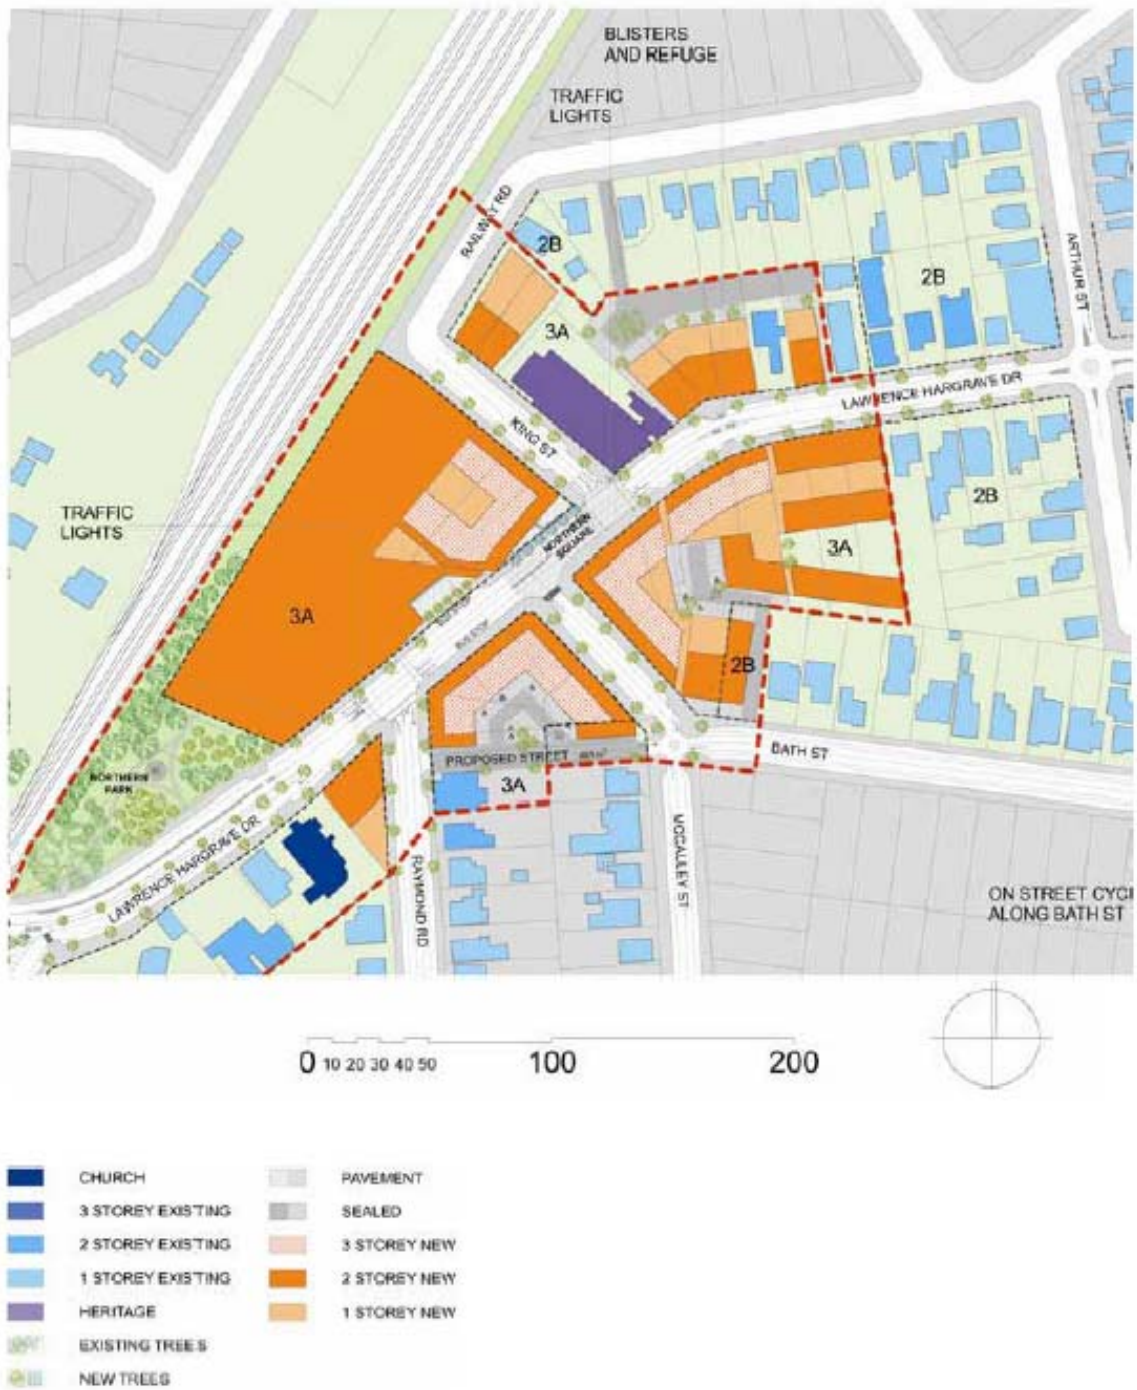 BLISTERS
AND REFUGE
TRAFFIC
LIGHTS
RAILWAY RD
2B
ARTHUR ST
2B
3A
LAWRENCE HARGRAVE DR
KING ST
TRAFFIC
LIGHTS
2B
NORTHERN
SQUARE
3A
3A
BUS STOP
2B
PROPOSED STREET
BATH ST
3A
NORTHERN
PARK
LAWRENCE HARGRAVE DR
RAYMOND RD
MCCAULEY ST
ON STREET CYCL
ALONG BATH ST
0 10 20 30 40 50 100 200
CHURCH
3 STOREY EXISTING
2 STOREY EXISTING
1 STOREY EXISTING
HERITAGE
EXISTING TREES
NEW TREES
PAVEMENT
SEALED
3 STOREY NEW
2 STOREY NEW
1 STOREY NEW